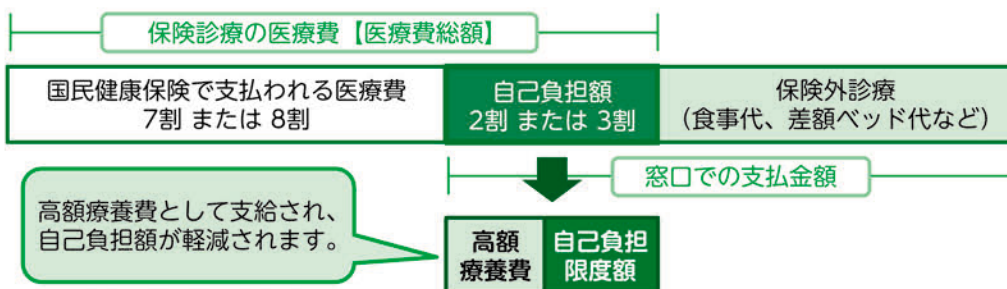 保険診療の医療費【医療費総額】
国民健康保険で支払われる医療費
7割 または 8割
自己負担額
2割 または 3割
保険外診療
(食事代、差額ベッド代など)
窓口での支払金額
高額療養費として支給され、
自己負担額が軽減されます。
高額
療養費
自己負担
限度額